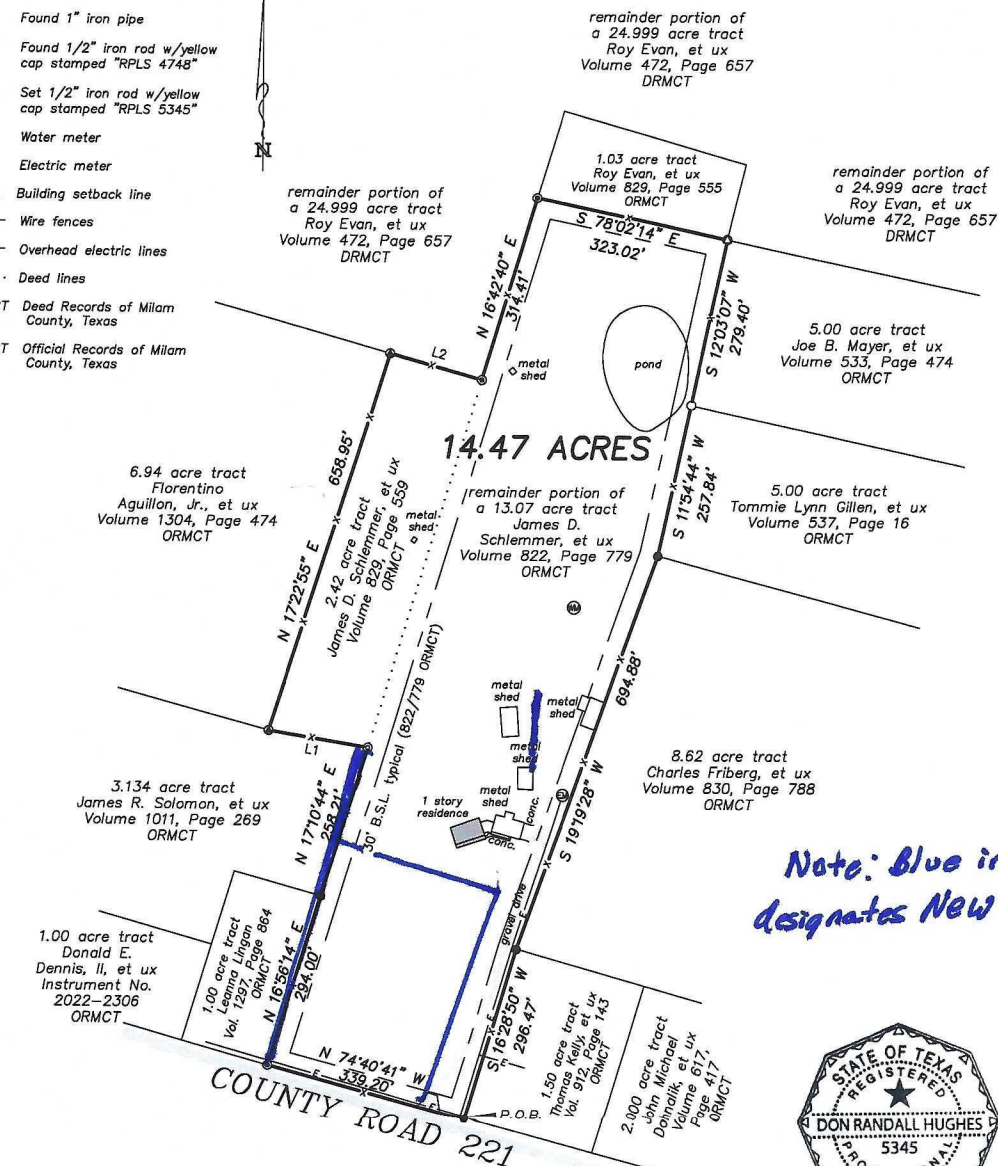 Found 1" iron pipe
Found 1/2" iron rod w/yellow
cap stamped "RPLS 4748"
Set 1/2" iron rod w/yellow
cap stamped "RPLS 5345"
Water meter
Electric meter
Building setback line
Wire fences
Overhead electric lines
Deed lines
T Deed Records of Milam
County, Texas
T Official Records of Milam
County, Texas
N
remainder portion of
a 24.999 acre tract
Roy Evan, et ux
Volume 472, Page 657
DRMCT
1.03 acre tract
Roy Evan, et ux
Volume 829, Page 555
ORMCT
remainder portion of
a 24.999 acre tract
Roy Evan, et ux
Volume 472, Page 657
DRMCT
remainder portion of
a 24.999 acre tract
Roy Evan, et ux
Volume 472, Page 657
DRMCT
S 78°02'14" E
323.02'
N 16°42'40" E
314.41'
S 12°03'07" W
279.40'
5.00 acre tract
Joe B. Mayer, et ux
Volume 533, Page 474
ORMCT
L2
metal
shed
pond
14.47 ACRES
658.95'
N 17°22'55" E
6.94 acre tract
Florentino
Aguillon, Jr., et ux
Volume 1304, Page 474
ORMCT
2.42 acre tract
James D. Schlemmer, et ux
Volume 829, Page 559
ORMCT
metal
shed
remainder portion of
a 13.07 acre tract
James D.
Schlemmer, et ux
Volume 822, Page 779
ORMCT
S 11°54'44" W
257.84'
5.00 acre tract
Tommie Lynn Gillen, et ux
Volume 537, Page 16
ORMCT
WM
30' B.S.L. typical (822/779 ORMCT)
694.88'
S 19°19'28" W
metal
shed
metal
shed
metal
shed
metal
shed
EM
1 story
residence
conc.
conc.
8.62 acre tract
Charles Friberg, et ux
Volume 830, Page 788
ORMCT
L1
3.134 acre tract
James R. Solomon, et ux
Volume 1011, Page 269
ORMCT
N 17°10'44" E
258.21'
Note: Blue in
designates New
gravel drive
1.00 acre tract
Donald E.
Dennis, II, et ux
Instrument No.
2022-2306
ORMCT
1.00 acre tract
Leanna Lingan
Vol. 1297, Page 864
ORMCT
N 16°56'14" E
294.00'
S 16°28'50" W
296.47'
1.50 acre tract
Thomas Kelly, et ux
Vol. 912, Page 143
ORMCT
2.000 acre tract
John Michael
Dohnalik, et ux
Volume 617,
Page 417
ORMCT
N 74°40'41" W
339.20'
P.O.B.
COUNTY ROAD 221
STATE OF TEXAS
REGISTERED
DON RANDALL HUGHES
5345